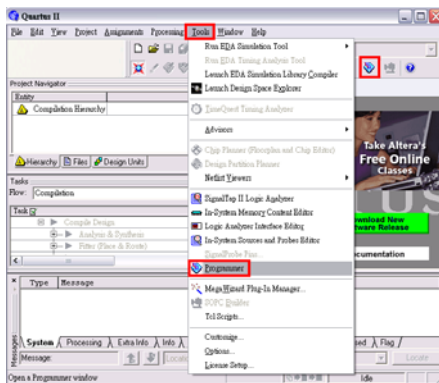 Quartus II
File Edit View Project Assignments Processing Tools Window Help
Run EDA Simulation Tool
Run EDA Timing Analysis Tool
Launch EDA Simulation Library Compiler
Launch Design Space Explorer
TimeQuest Timing Analyzer
Advisors
Chip Planner (Floorplan and Chip Editor)
Design Partition Planner
Netlist Viewers
SignalTap II Logic Analyzer
In-System Memory Content Editor
Logic Analyzer Interface Editor
In-System Sources and Probes Editor
SignalProbe Pins...
Programmer
MegaWizard Plug-In Manager...
SOPC Builder
Tcl Scripts...
Customize...
Options...
License Setup...
Project Navigator
Entity
Compilation Hierarchy
Hierarchy Files Design Units
Tasks
Flow: Compilation
Task
Compile Design
Analysis & Synthesis
Fitter (Place & Route)
Take Altera's
Free Online
Classes
US
wnload New
tware Release
cumentation
Type Message
System Processing Extra Info Info
sed Flag
Message:
Locate
Open a Programmer window
Idle